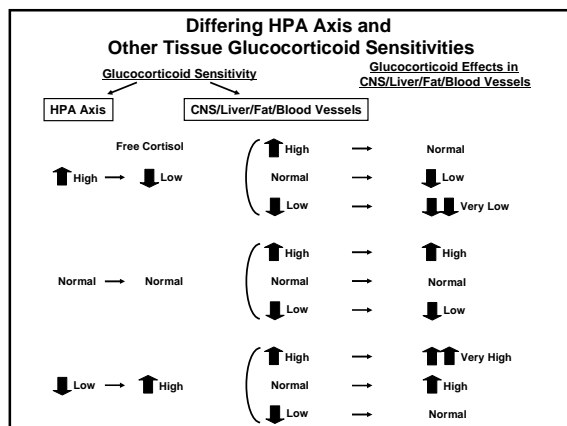 Differing HPA Axis and
Other Tissue Glucocorticoid Sensitivities
Glucocorticoid Sensitivity
Glucocorticoid Effects in
CNS/Liver/Fat/Blood Vessels
HPA Axis
CNS/Liver/Fat/Blood Vessels
Free Cortisol
High Normal
High Low Normal Low
Low Very Low
High High
Normal Normal Normal Normal
Low Low
High Very High
Low High Normal High
Low Normal